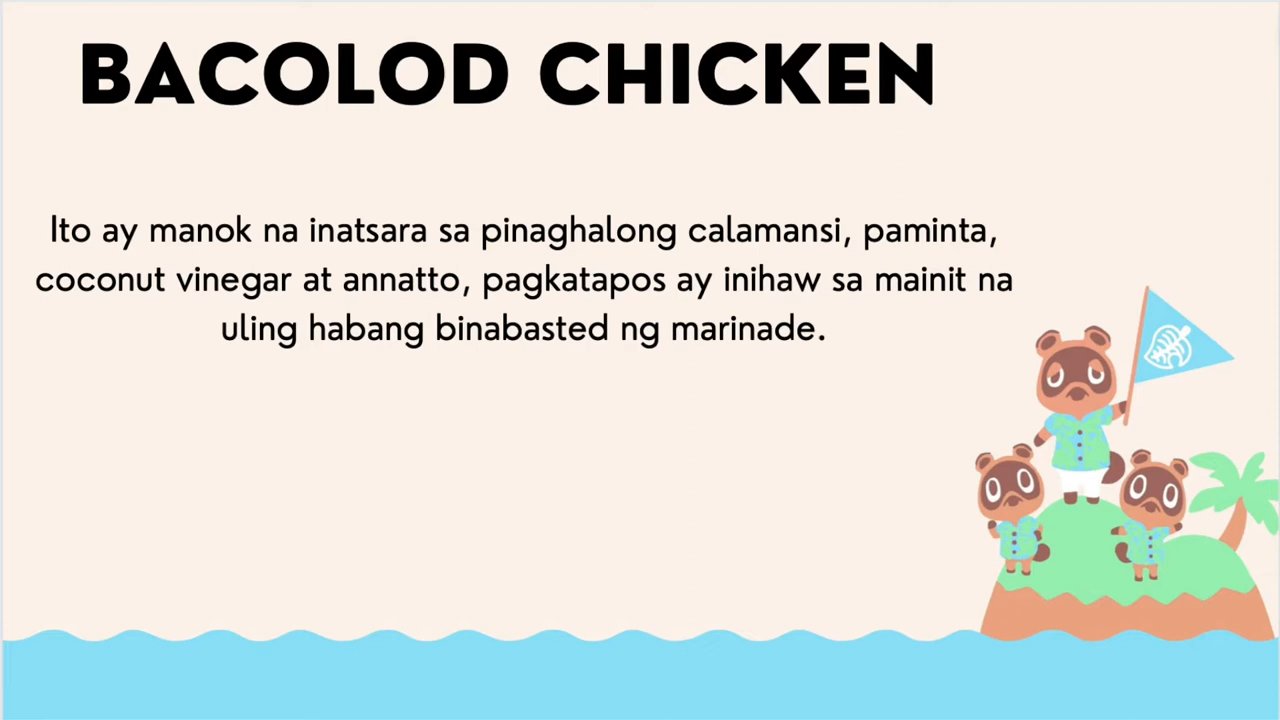 BACOLOD CHICKEN
Ito ay manok na inatsara sa pinaghalong calamansi, paminta,
coconut vinegar at annatto, pagkatapos ay inihaw sa mainit na
uling habang binabasted ng marinade.